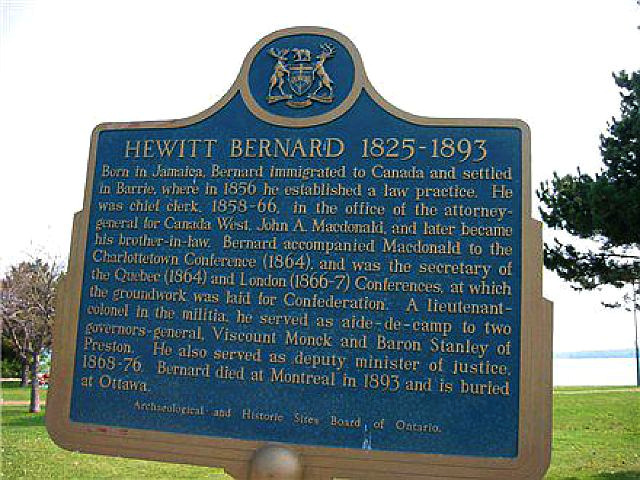 HEWITT BERNARD 1825-1893
Born in Jamaica, Bernard immigrated to Canada and settled
in Barrie, where in 1856 he established a law practice. He
was chief clerk, 1858-66, in the office of the attorney-
general for Canada West, John A. Macdonald, and later became
his brother-in-law. Bernard accompanied Macdonald to the
Charlottetown Conference (1864), and was the secretary of
the Quebec (1864) and London (1866-7) Conferences, at which
the groundwork was laid for Confederation. A lieutenant-
colonel in the militia, he served as aide-de-camp to two
governors-general, Viscount Monck and Baron Stanley of
Preston. He also served as deputy minister of justice,
1868-76. Bernard died at Montreal in 1893 and is buried
at Ottawa.
Archaeological and Historic Sites Board of Ontario.